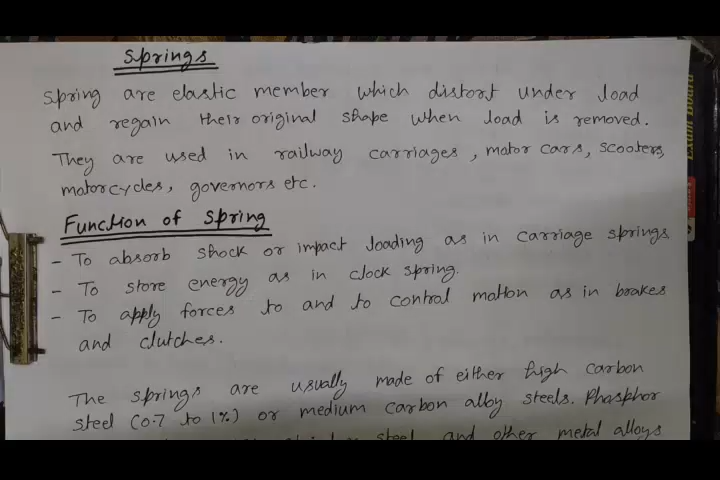 Springs
Spring are elastic member which distort under load
and regain their original shape when load is removed.
They are used in railway carriages, motor cars, scooters,
motorcycles, governors etc.
Function of Spring
- To absorb shock or impact loading as in carriage springs
- To store energy as in clock spring.
- To apply forces to and to control motion as in brakes
and clutches.
The springs are usually made of either high carbon
steel (0.7 to 1%) or medium carbon alloy steels. Phosphor
steel and other metal alloys